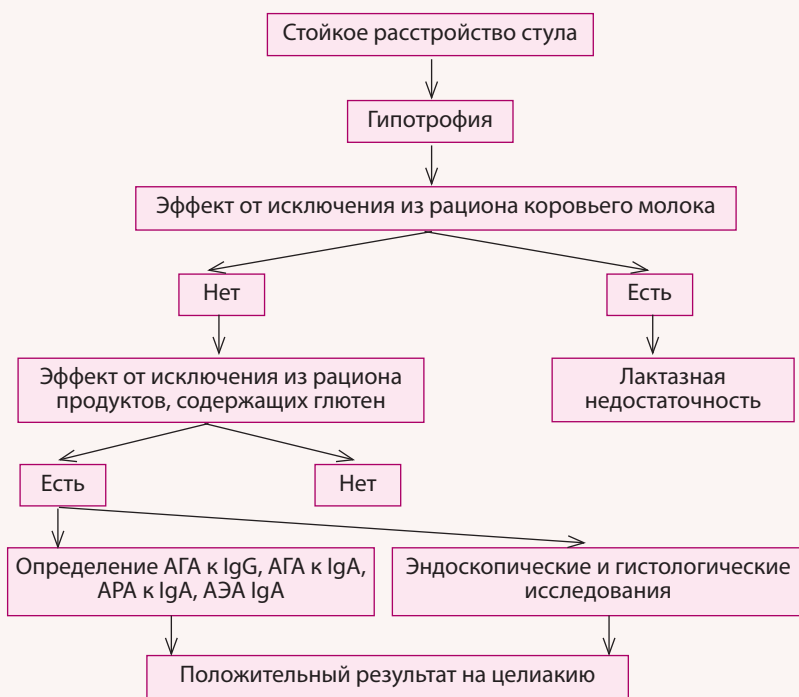 Стойкое расстройство стула
Гипотрофия
Эффект от исключения из рациона коровьего молока
Нет
Есть
Эффект от исключения из рациона
продуктов, содержащих глютен
Лактазная
недостаточность
Есть
Нет
Определение АГА к IgG, АГА к IgA,
АРА к IgA, АЭА IgA
Эндоскопические и гистологические
исследования
Положительный результат на целиакию